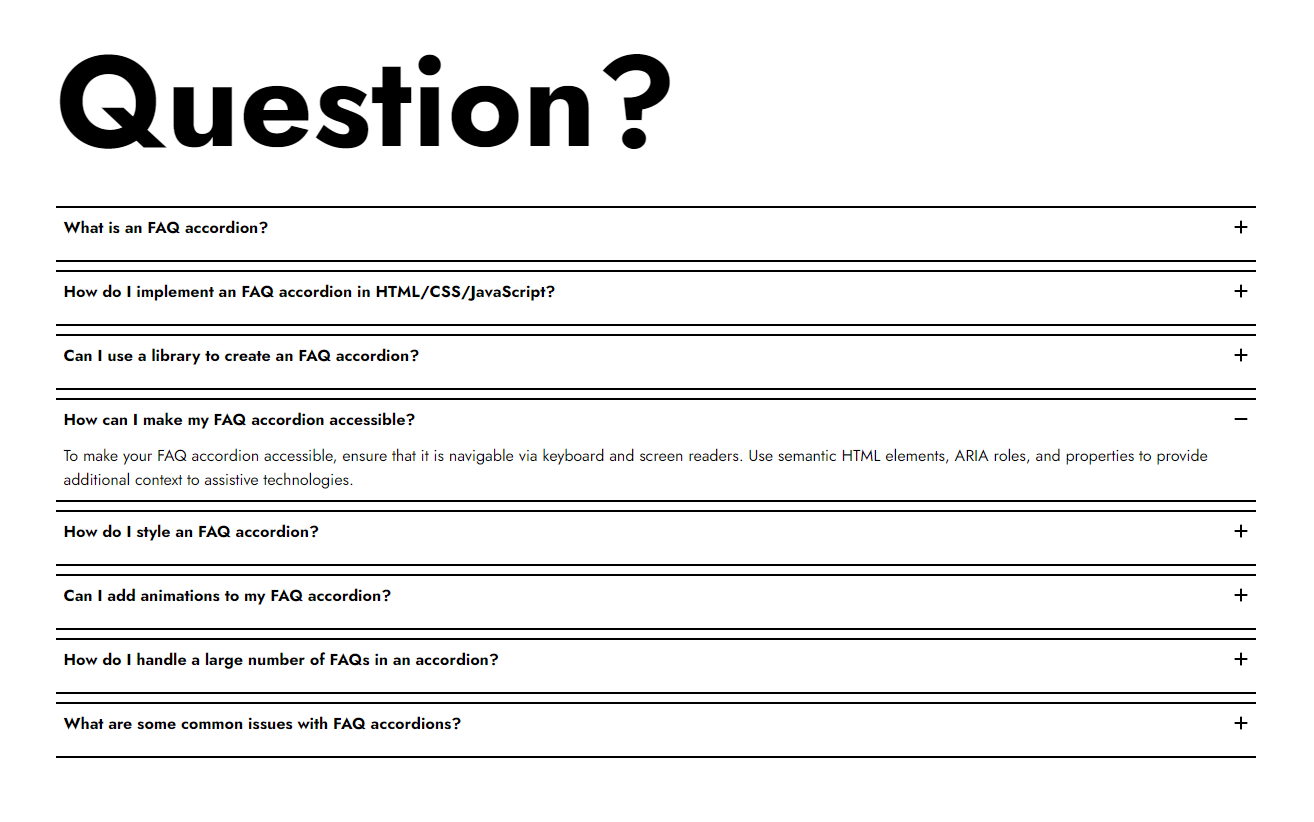 Question?
What is an FAQ accordion?
How do I implement an FAQ accordion in HTML/CSS/JavaScript?
Can I use a library to create an FAQ accordion?
How can I make my FAQ accordion accessible?
To make your FAQ accordion accessible, ensure that it is navigable via keyboard and screen readers. Use semantic HTML elements, ARIA roles, and properties to provide
additional context to assistive technologies.
How do I style an FAQ accordion?
Can I add animations to my FAQ accordion?
How do I handle a large number of FAQs in an accordion?
What are some common issues with FAQ accordions?